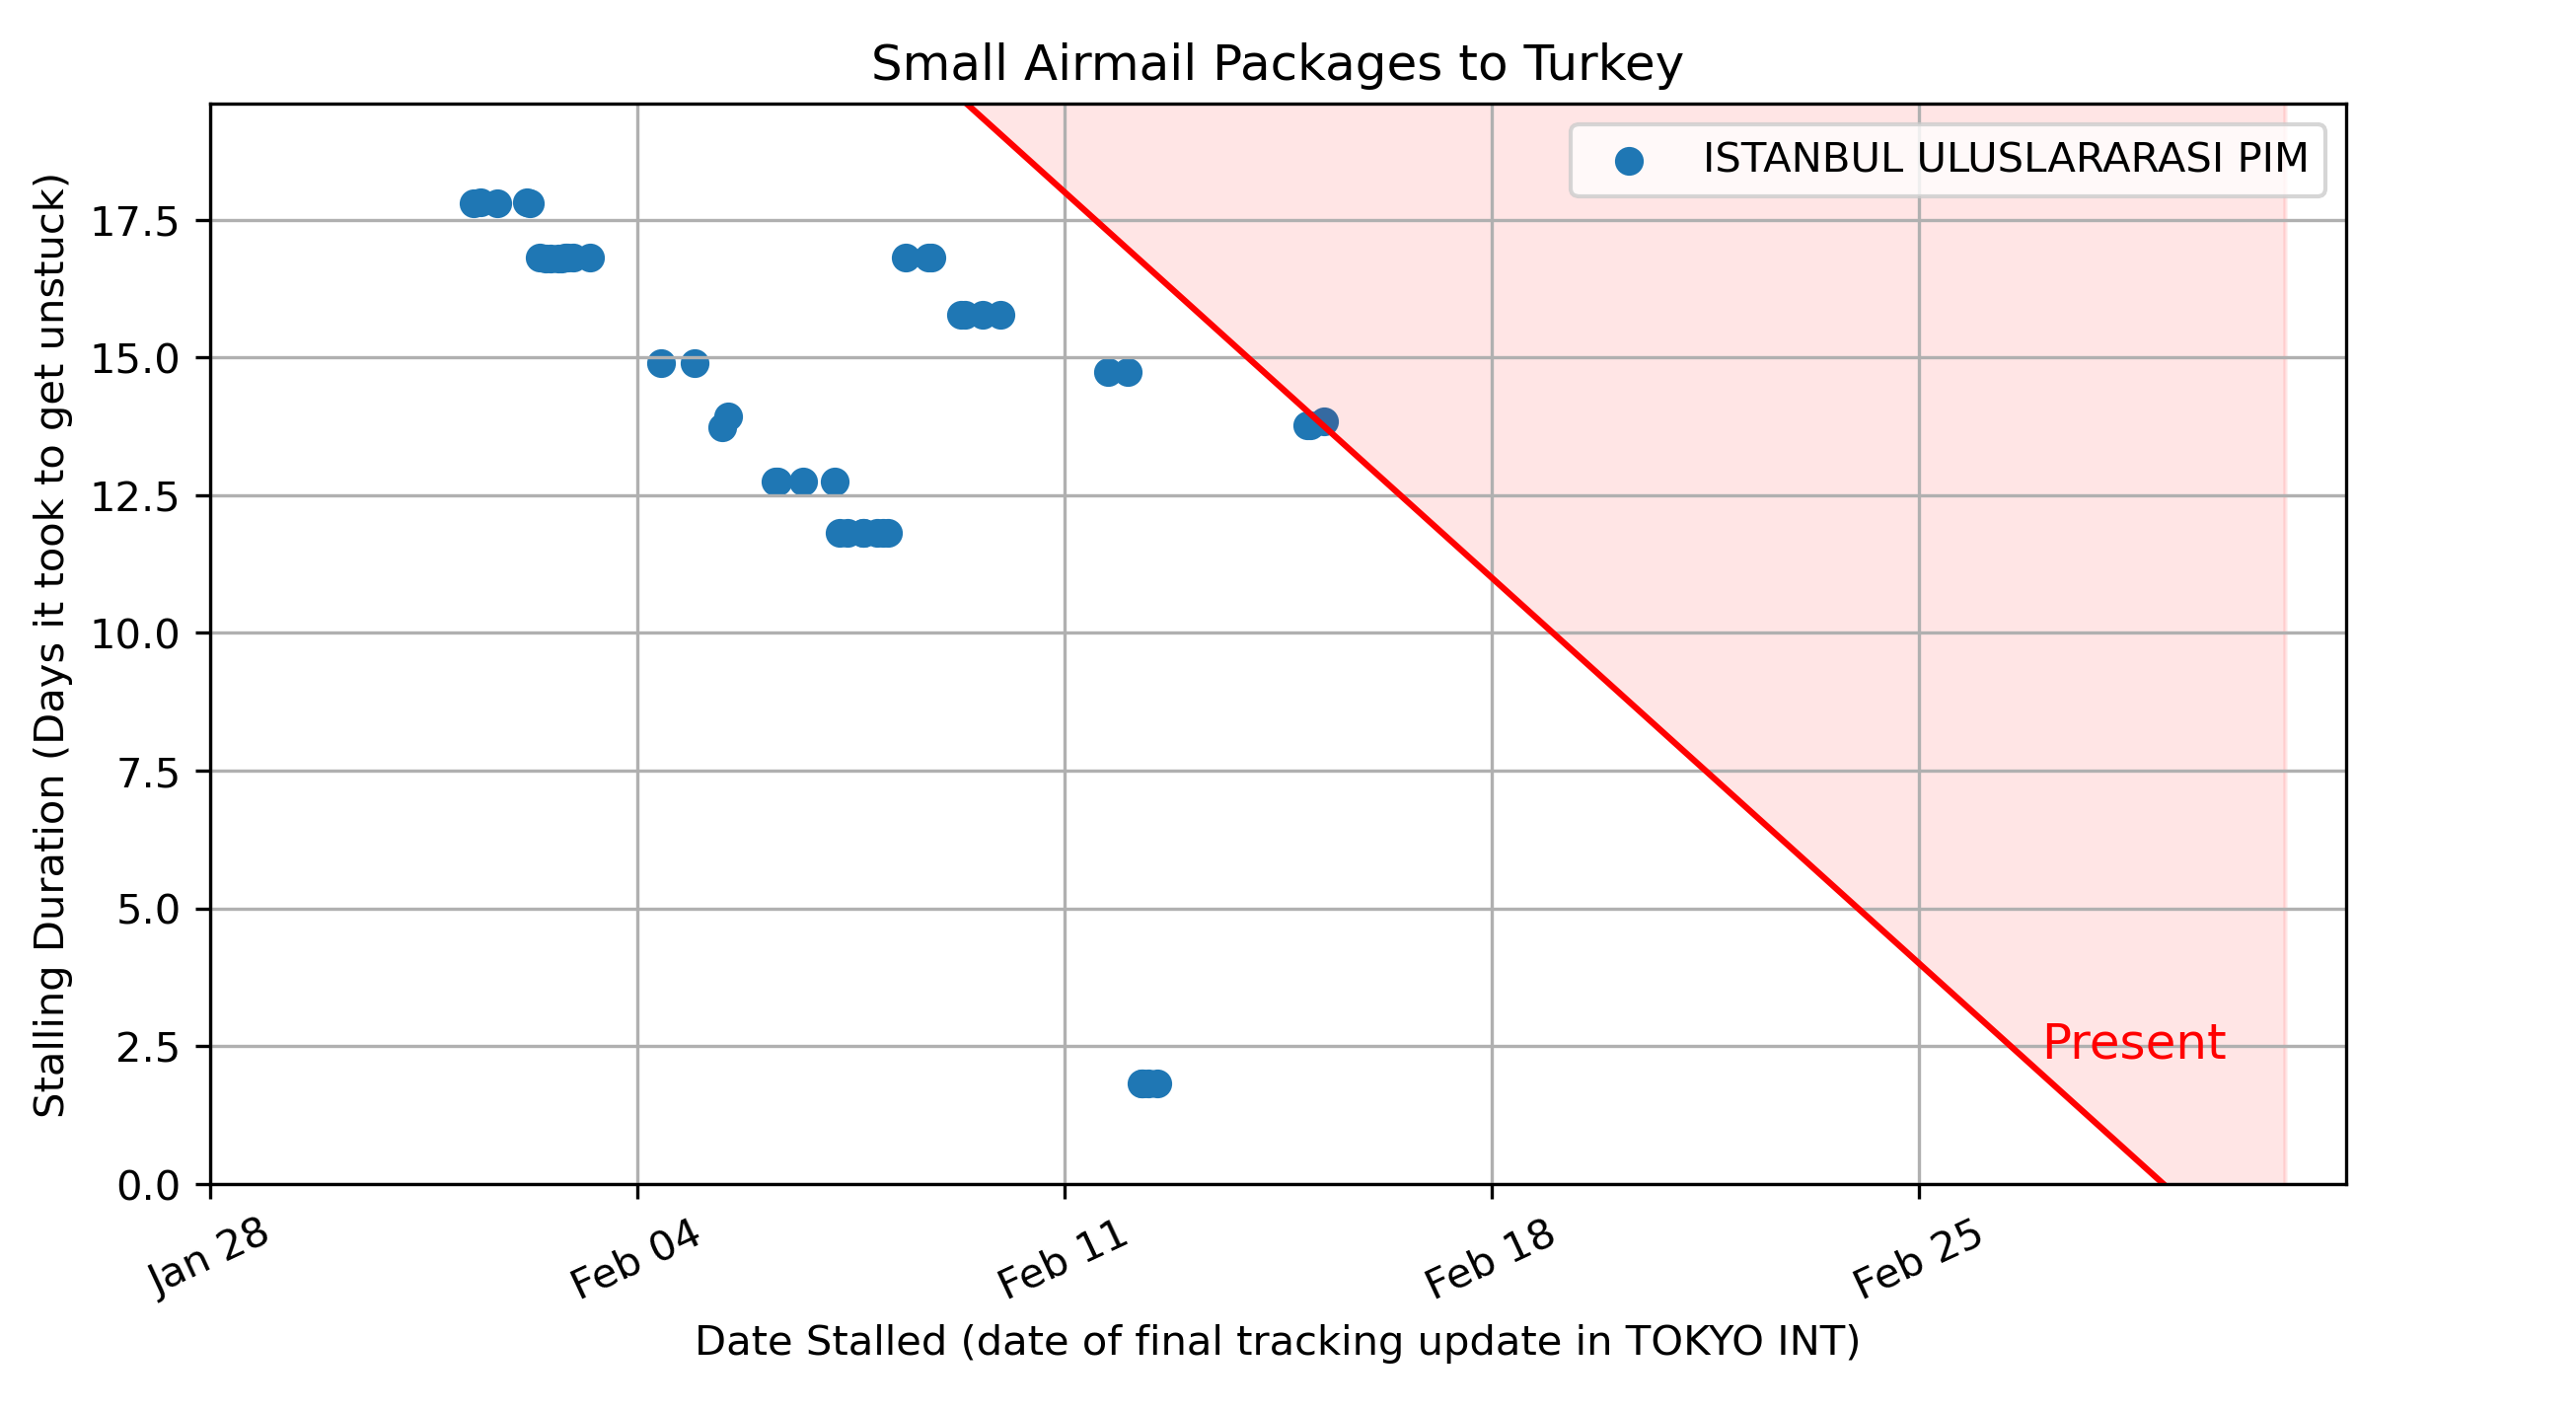 Small Airmail Packages to Turkey
ISTANBUL ULUSLARARASI PIM
Stalling Duration (Days it took to get unstuck)
17.5
15.0
12.5
10.0
7.5
5.0
2.5
0.0
Present
Jan 28
Feb 04
Feb 11
Feb 18
Feb 25
Date Stalled (date of final tracking update in TOKYO INT)